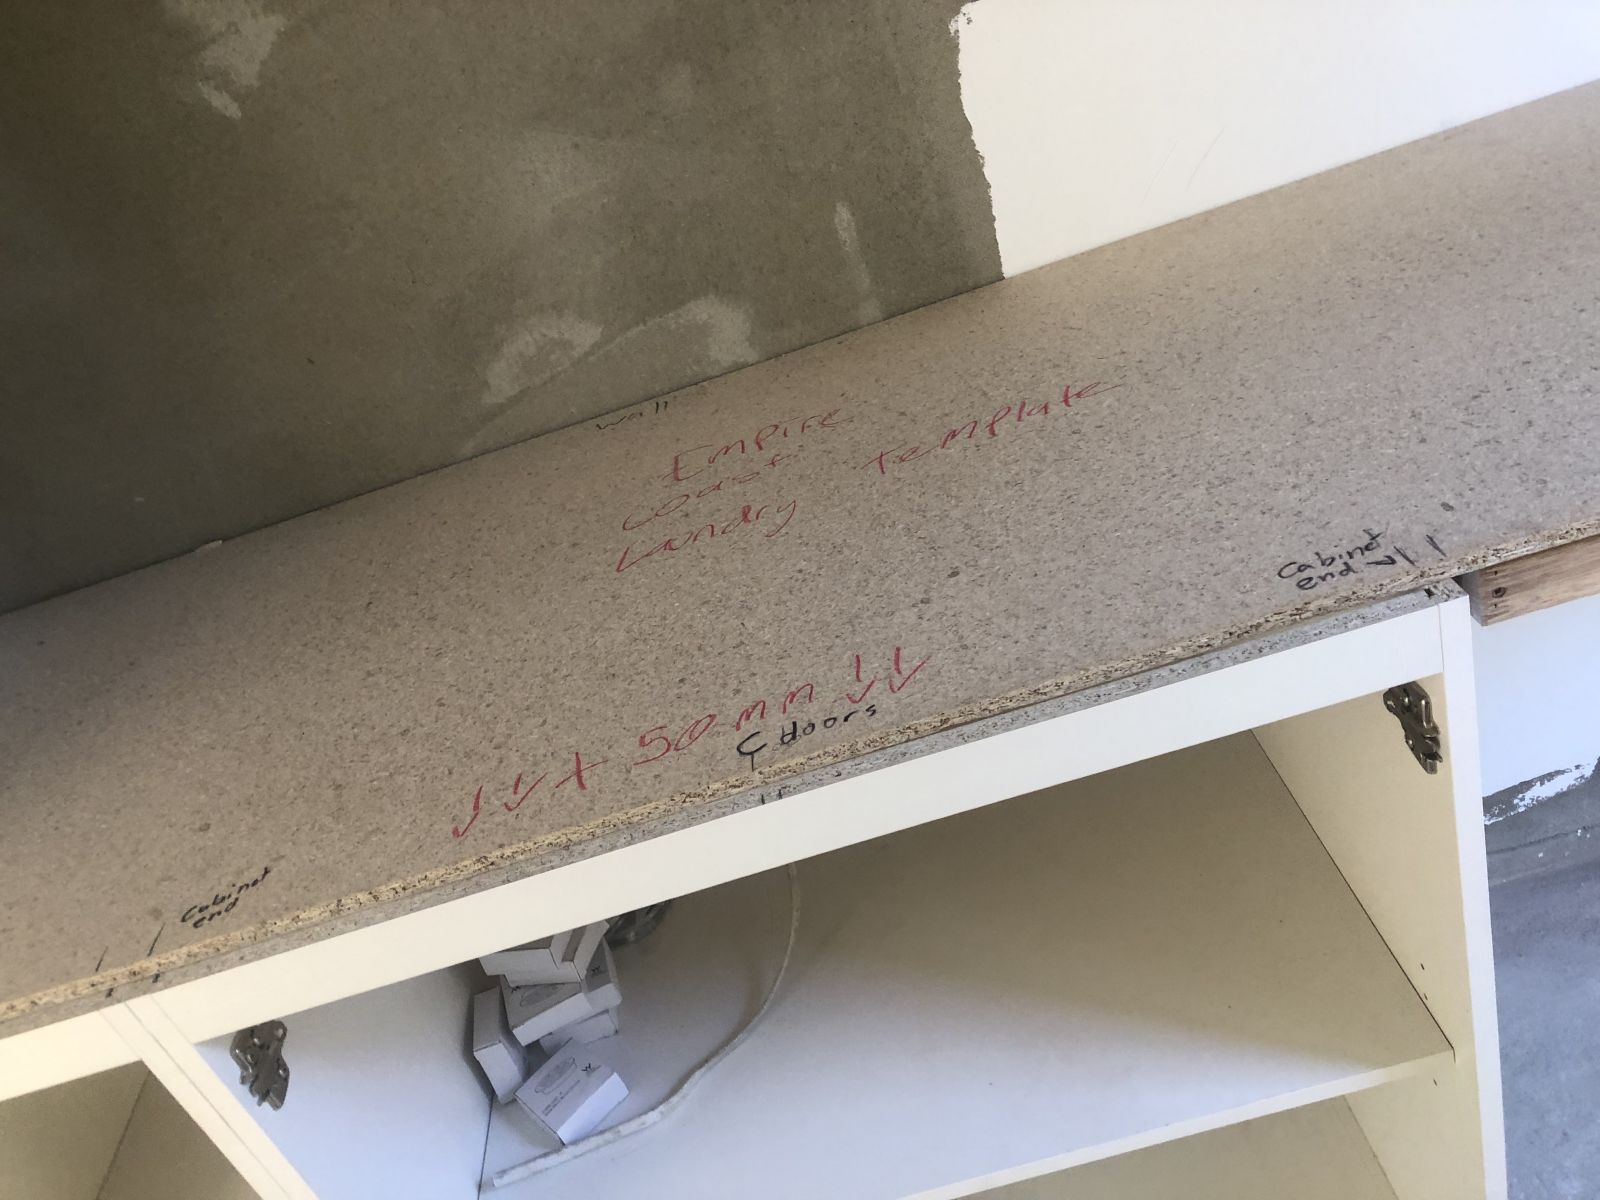 wall
Empire
Coast
Laundry Template
Cabinet
end
+ 50mm
doors
Cabinet
end